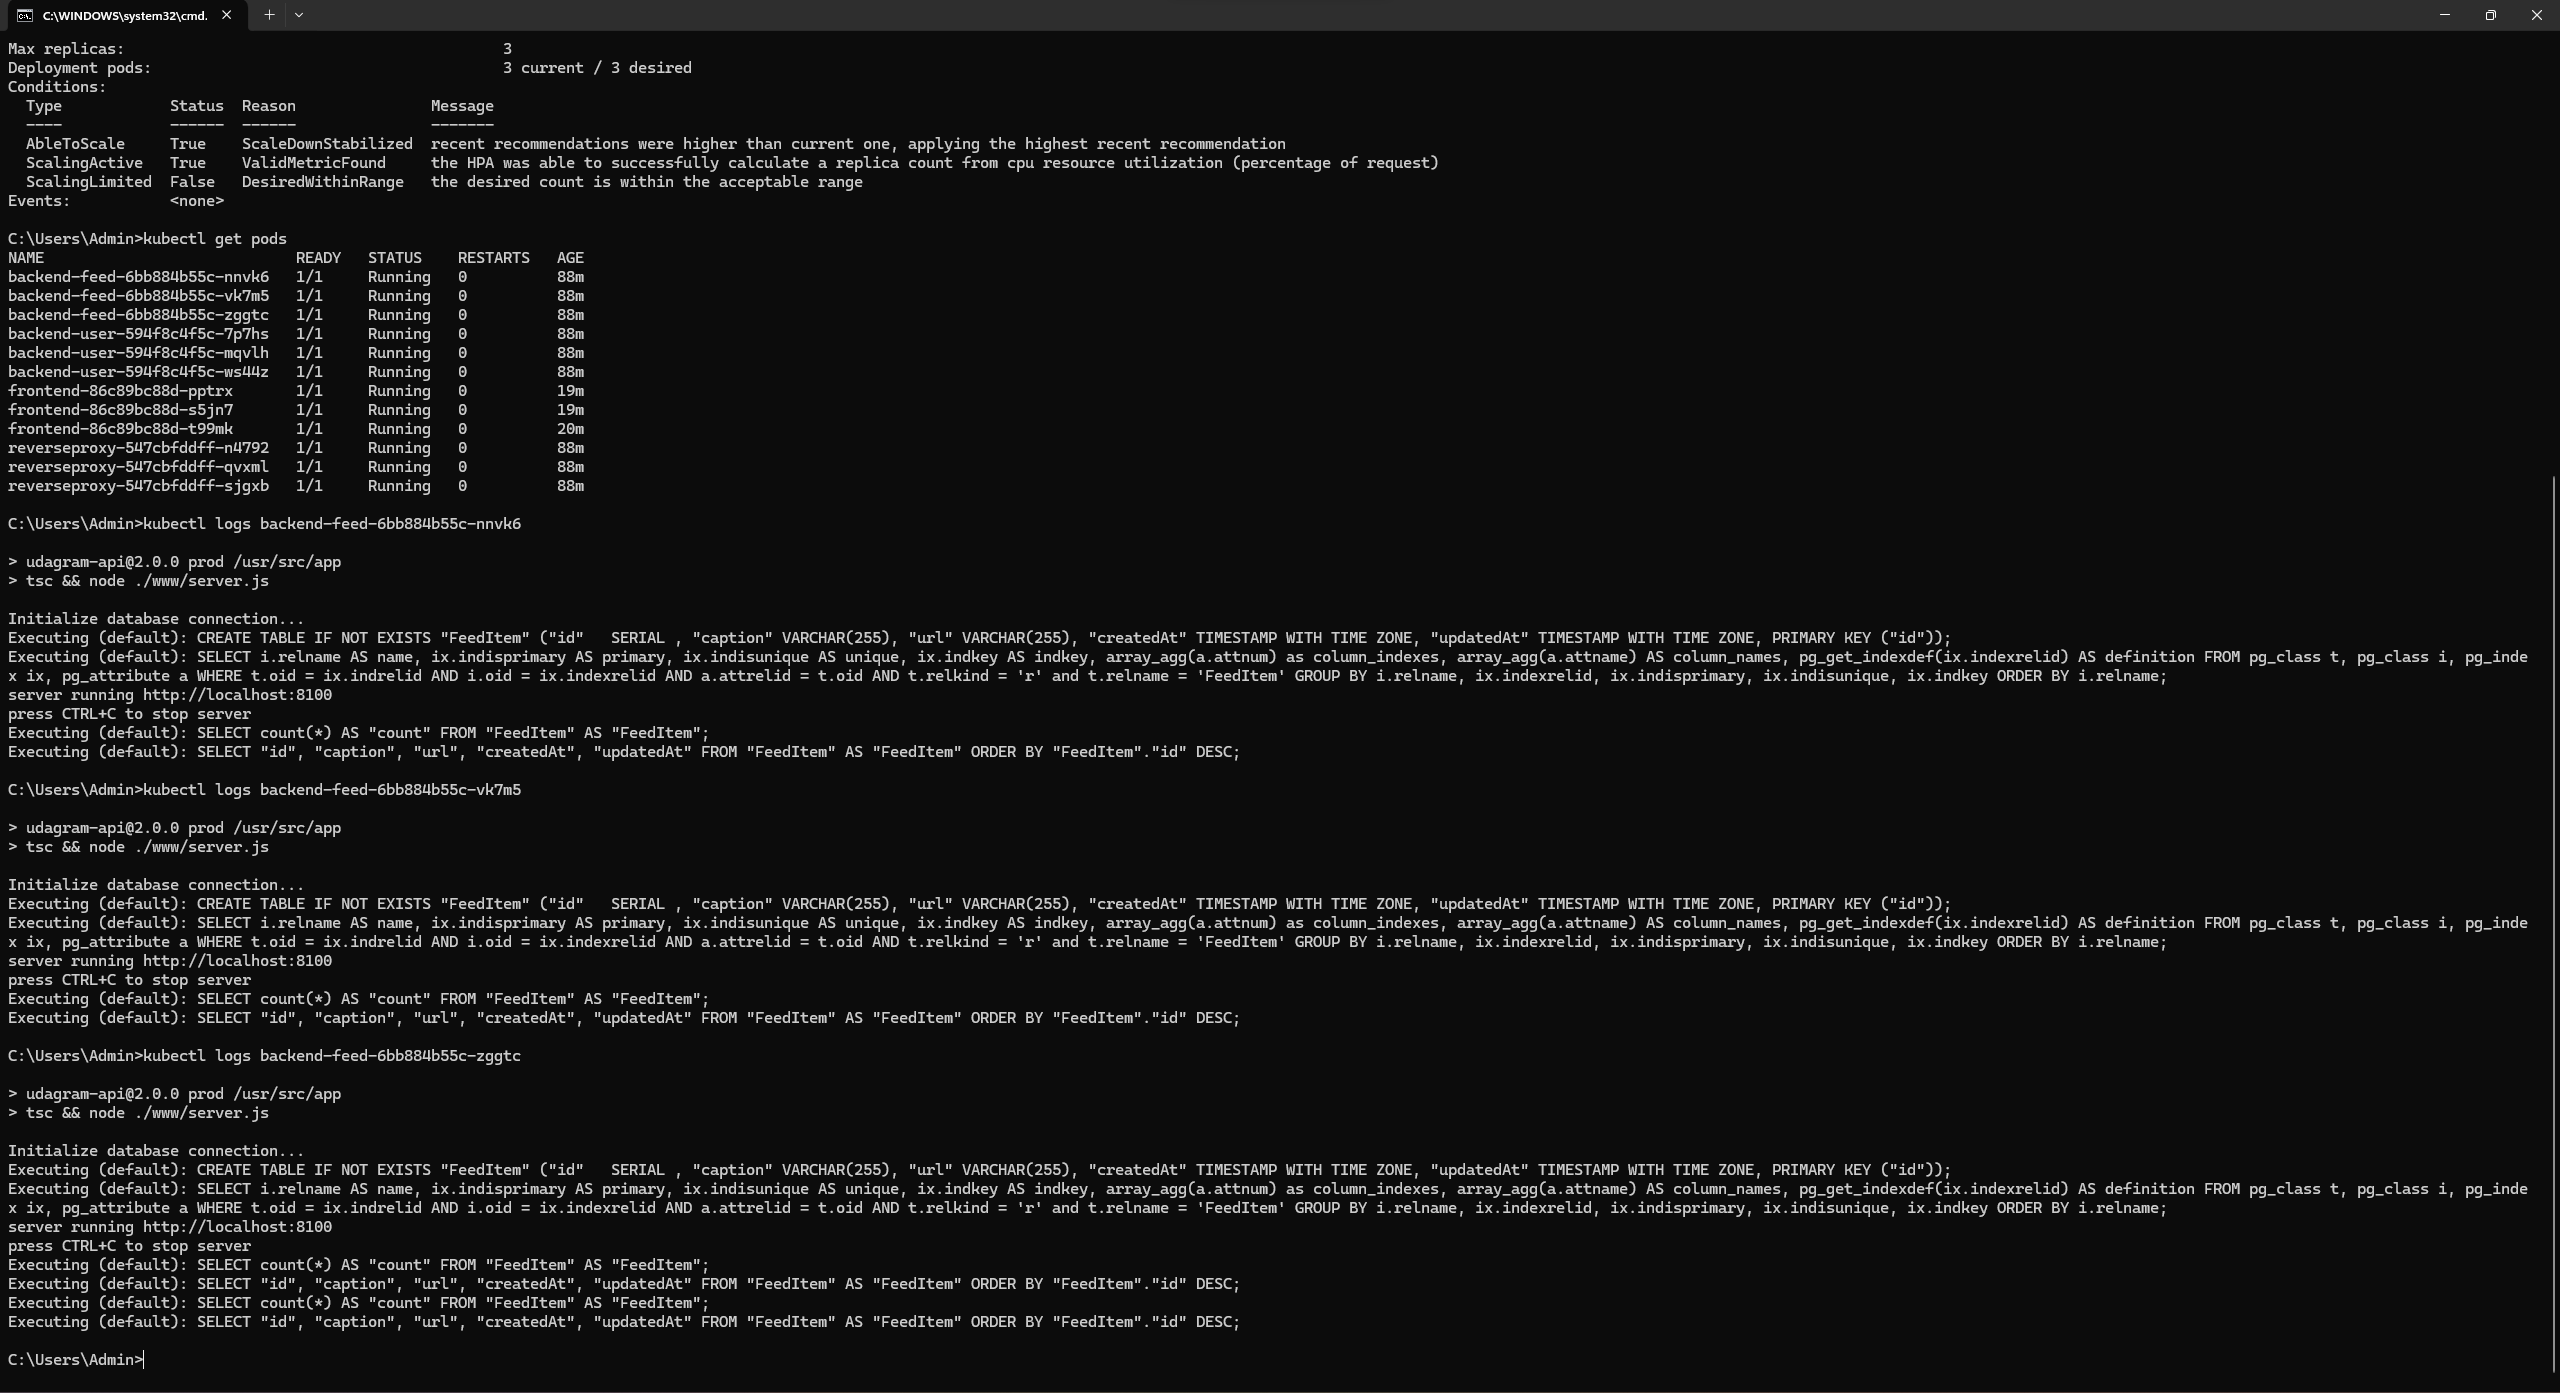 C:\WINDOWS\system32\cmd.
Max replicas:                                          3
Deployment pods:                                       3 current / 3 desired
Conditions:
  Type            Status  Reason               Message
  ----            ------  ------               -------
  AbleToScale     True    ScaleDownStabilized  recent recommendations were higher than current one, applying the highest recent recommendation
  ScalingActive   True    ValidMetricFound     the HPA was able to successfully calculate a replica count from cpu resource utilization (percentage of request)
  ScalingLimited  False   DesiredWithinRange   the desired count is within the acceptable range
Events:           <none>
C:\Users\Admin>kubectl get pods
NAME                            READY   STATUS    RESTARTS   AGE
backend-feed-6bb884b55c-nnvk6   1/1     Running   0          88m
backend-feed-6bb884b55c-vk7m5   1/1     Running   0          88m
backend-feed-6bb884b55c-zggtc   1/1     Running   0          88m
backend-user-594f8c4f5c-7p7hs   1/1     Running   0          88m
backend-user-594f8c4f5c-mqvlh   1/1     Running   0          88m
backend-user-594f8c4f5c-ws44z   1/1     Running   0          88m
frontend-86c89bc88d-pptrx       1/1     Running   0          19m
frontend-86c89bc88d-s5jn7       1/1     Running   0          19m
frontend-86c89bc88d-t99mk       1/1     Running   0          20m
reverseproxy-547cbfddff-n4792   1/1     Running   0          88m
reverseproxy-547cbfddff-qvxml   1/1     Running   0          88m
reverseproxy-547cbfddff-sjgxb   1/1     Running   0          88m
C:\Users\Admin>kubectl logs backend-feed-6bb884b55c-nnvk6
> udagram-api@2.0.0 prod /usr/src/app
> tsc && node ./www/server.js
Initialize database connection...
Executing (default): CREATE TABLE IF NOT EXISTS "FeedItem" ("id"   SERIAL , "caption" VARCHAR(255), "url" VARCHAR(255), "createdAt" TIMESTAMP WITH TIME ZONE, "updatedAt" TIMESTAMP WITH TIME ZONE, PRIMARY KEY ("id"));
Executing (default): SELECT i.relname AS name, ix.indisprimary AS primary, ix.indisunique AS unique, ix.indkey AS indkey, array_agg(a.attnum) as column_indexes, array_agg(a.attname) AS column_names, pg_get_indexdef(ix.indexrelid) AS definition FROM pg_class t, pg_class i, pg_inde
x ix, pg_attribute a WHERE t.oid = ix.indrelid AND i.oid = ix.indexrelid AND a.attrelid = t.oid AND t.relkind = 'r' and t.relname = 'FeedItem' GROUP BY i.relname, ix.indexrelid, ix.indisprimary, ix.indisunique, ix.indkey ORDER BY i.relname;
server running http://localhost:8100
press CTRL+C to stop server
Executing (default): SELECT count(*) AS "count" FROM "FeedItem" AS "FeedItem";
Executing (default): SELECT "id", "caption", "url", "createdAt", "updatedAt" FROM "FeedItem" AS "FeedItem" ORDER BY "FeedItem"."id" DESC;
C:\Users\Admin>kubectl logs backend-feed-6bb884b55c-vk7m5
> udagram-api@2.0.0 prod /usr/src/app
> tsc && node ./www/server.js
Initialize database connection...
Executing (default): CREATE TABLE IF NOT EXISTS "FeedItem" ("id"   SERIAL , "caption" VARCHAR(255), "url" VARCHAR(255), "createdAt" TIMESTAMP WITH TIME ZONE, "updatedAt" TIMESTAMP WITH TIME ZONE, PRIMARY KEY ("id"));
Executing (default): SELECT i.relname AS name, ix.indisprimary AS primary, ix.indisunique AS unique, ix.indkey AS indkey, array_agg(a.attnum) as column_indexes, array_agg(a.attname) AS column_names, pg_get_indexdef(ix.indexrelid) AS definition FROM pg_class t, pg_class i, pg_inde
x ix, pg_attribute a WHERE t.oid = ix.indrelid AND i.oid = ix.indexrelid AND a.attrelid = t.oid AND t.relkind = 'r' and t.relname = 'FeedItem' GROUP BY i.relname, ix.indexrelid, ix.indisprimary, ix.indisunique, ix.indkey ORDER BY i.relname;
server running http://localhost:8100
press CTRL+C to stop server
Executing (default): SELECT count(*) AS "count" FROM "FeedItem" AS "FeedItem";
Executing (default): SELECT "id", "caption", "url", "createdAt", "updatedAt" FROM "FeedItem" AS "FeedItem" ORDER BY "FeedItem"."id" DESC;
C:\Users\Admin>kubectl logs backend-feed-6bb884b55c-zggtc
> udagram-api@2.0.0 prod /usr/src/app
> tsc && node ./www/server.js
Initialize database connection...
Executing (default): CREATE TABLE IF NOT EXISTS "FeedItem" ("id"   SERIAL , "caption" VARCHAR(255), "url" VARCHAR(255), "createdAt" TIMESTAMP WITH TIME ZONE, "updatedAt" TIMESTAMP WITH TIME ZONE, PRIMARY KEY ("id"));
Executing (default): SELECT i.relname AS name, ix.indisprimary AS primary, ix.indisunique AS unique, ix.indkey AS indkey, array_agg(a.attnum) as column_indexes, array_agg(a.attname) AS column_names, pg_get_indexdef(ix.indexrelid) AS definition FROM pg_class t, pg_class i, pg_inde
x ix, pg_attribute a WHERE t.oid = ix.indrelid AND i.oid = ix.indexrelid AND a.attrelid = t.oid AND t.relkind = 'r' and t.relname = 'FeedItem' GROUP BY i.relname, ix.indexrelid, ix.indisprimary, ix.indisunique, ix.indkey ORDER BY i.relname;
server running http://localhost:8100
press CTRL+C to stop server
Executing (default): SELECT count(*) AS "count" FROM "FeedItem" AS "FeedItem";
Executing (default): SELECT "id", "caption", "url", "createdAt", "updatedAt" FROM "FeedItem" AS "FeedItem" ORDER BY "FeedItem"."id" DESC;
Executing (default): SELECT count(*) AS "count" FROM "FeedItem" AS "FeedItem";
Executing (default): SELECT "id", "caption", "url", "createdAt", "updatedAt" FROM "FeedItem" AS "FeedItem" ORDER BY "FeedItem"."id" DESC;
C:\Users\Admin>